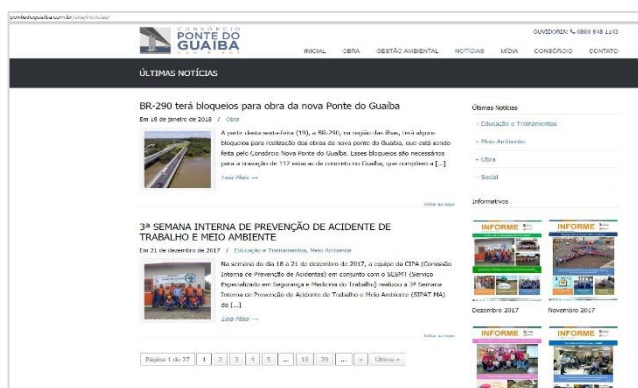 pontedoguaiba.com.br/site/noticias/
CONSÓRCIO
PONTE DO
GUAÍBA
OUVIDORIA: 0800 648 1143
INICIAL OBRA GESTÃO AMBIENTAL NOTÍCIAS MÍDIA CONSÓRCIO CONTATO
ÚLTIMAS NOTÍCIAS
BR-290 terá bloqueios para obra da nova Ponte do Guaíba
Em 18 de janeiro de 2018 / Obra
A partir desta sexta-feira (19), a BR-290, na região das ilhas, terá alguns
bloqueios para realização das obras da nova ponte do Guaíba, que está sendo
feita pelo Consórcio Nova Ponte do Guaíba. Esses bloqueios são necessários
para a cravação de 112 estacas de concreto no Guaíba, que compõem a [...]
Leia Mais →
Voltar ao topo
3ª SEMANA INTERNA DE PREVENÇÃO DE ACIDENTE DE
TRABALHO E MEIO AMBIENTE
Em 21 de dezembro de 2017 / Educação e Treinamentos, Meio Ambiente
Na semana do dia 18 a 21 de dezembro de 2017, a equipe da CIPA (Comissão
Interna de Prevenção de Acidentes) em conjunto com o SESMT (Serviço
Especializado em Segurança e Medicina do Trabalho) realizou a 3ª Semana
Interna de Prevenção de Acidente do Trabalho e Meio Ambiente (SIPAT MA)
do [...]
Leia Mais →
Voltar ao topo
Página 1 de 27 1 2 3 4 5 ... 10 20 ... » Última »
Últimas Notícias
Educação e Treinamentos
Meio Ambiente
Obra
Social
Informativos
INFORME
INFORME
Dezembro 2017 Novembro 2017
INFORME
INFORME